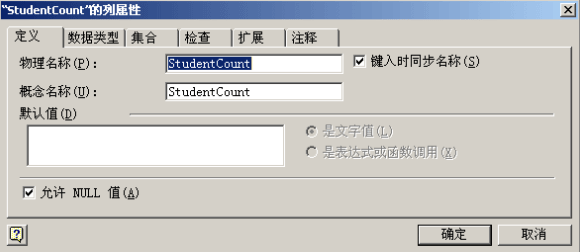 "StudentCount"的列属性
定义 数据类型 集合 检查 扩展 注释
物理名称(P): StudentCount 键入时同步名称(S)
概念名称(U): StudentCount
默认值(D)
是文字值(L)
是表达式或函数调用(X)
允许 NULL 值(A)
确定 取消